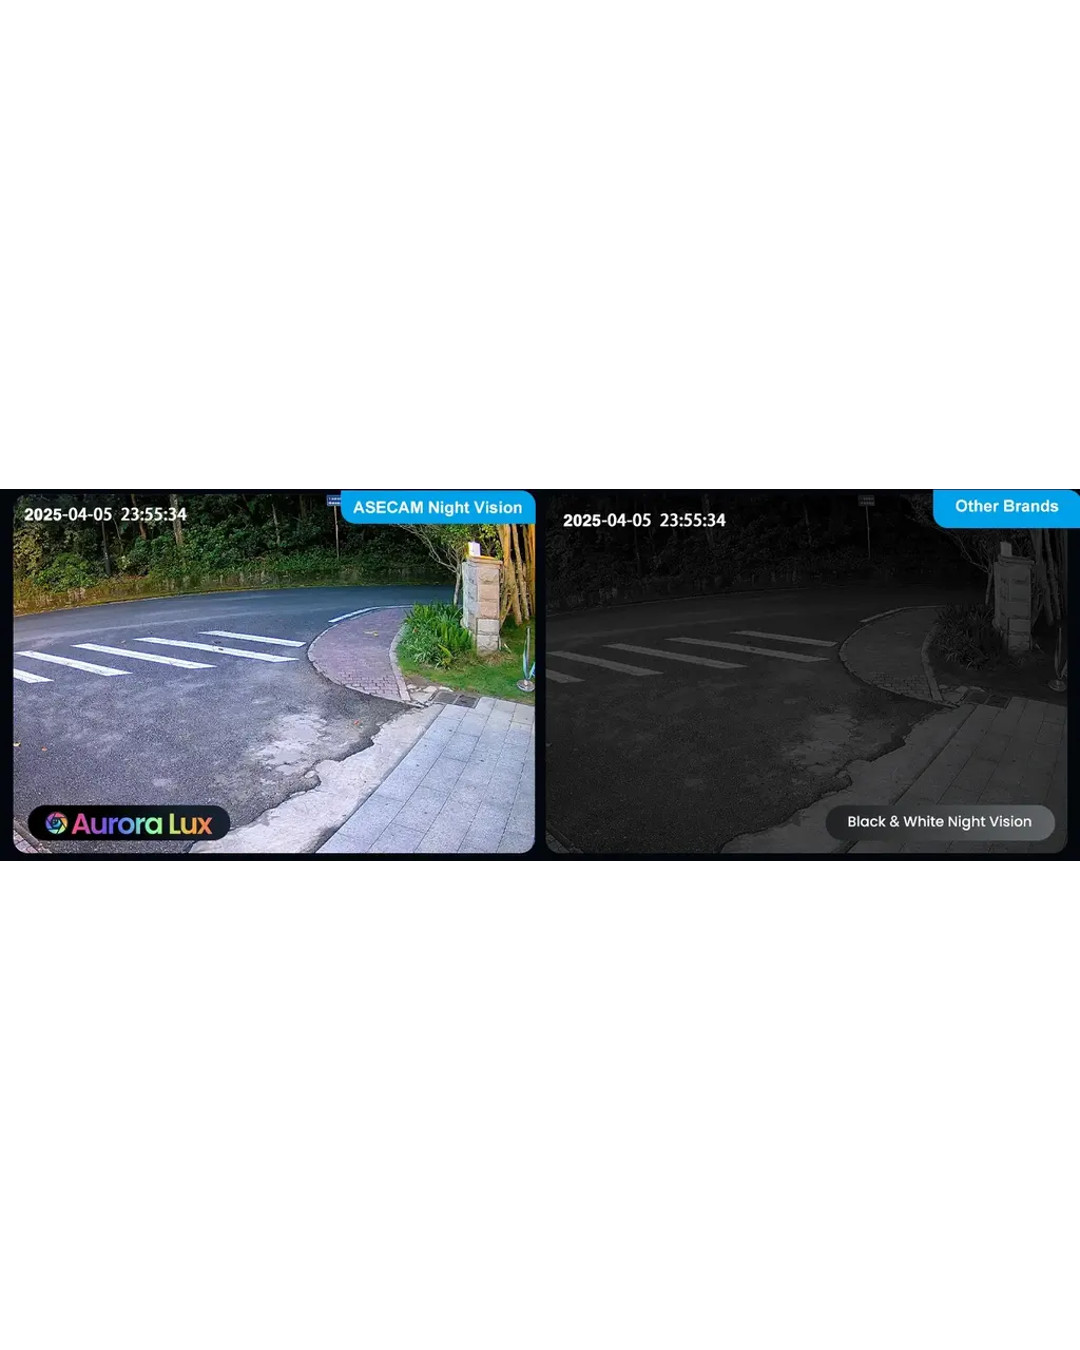 2025-04-05 23:55:34
ASECAM Night Vision
Aurora Lux
2025-04-05 23:55:34
Other Brands
Black & White Night Vision